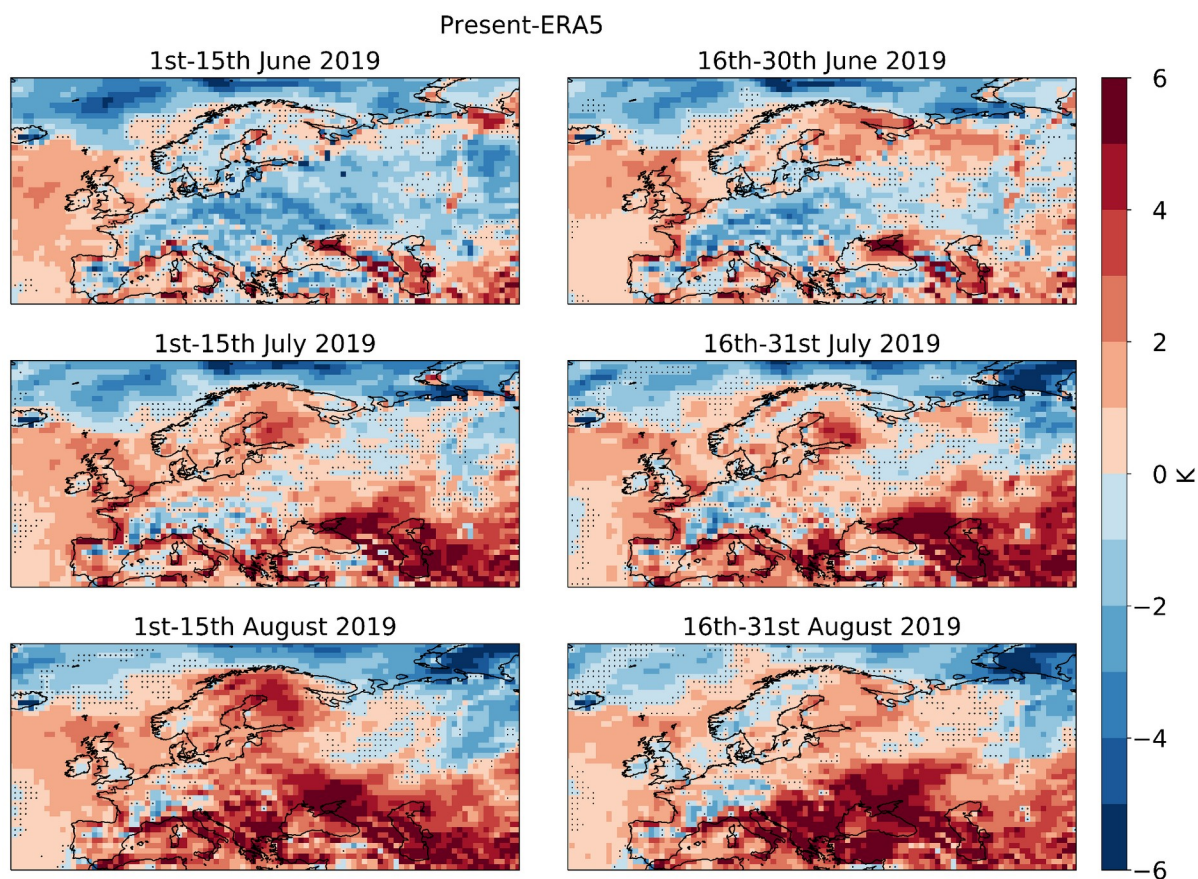 Present-ERA5
1st-15th June 2019
16th-30th June 2019
1st-15th July 2019
16th-31st July 2019
1st-15th August 2019
16th-31st August 2019
6
4
2
0
−2
−4
−6
K